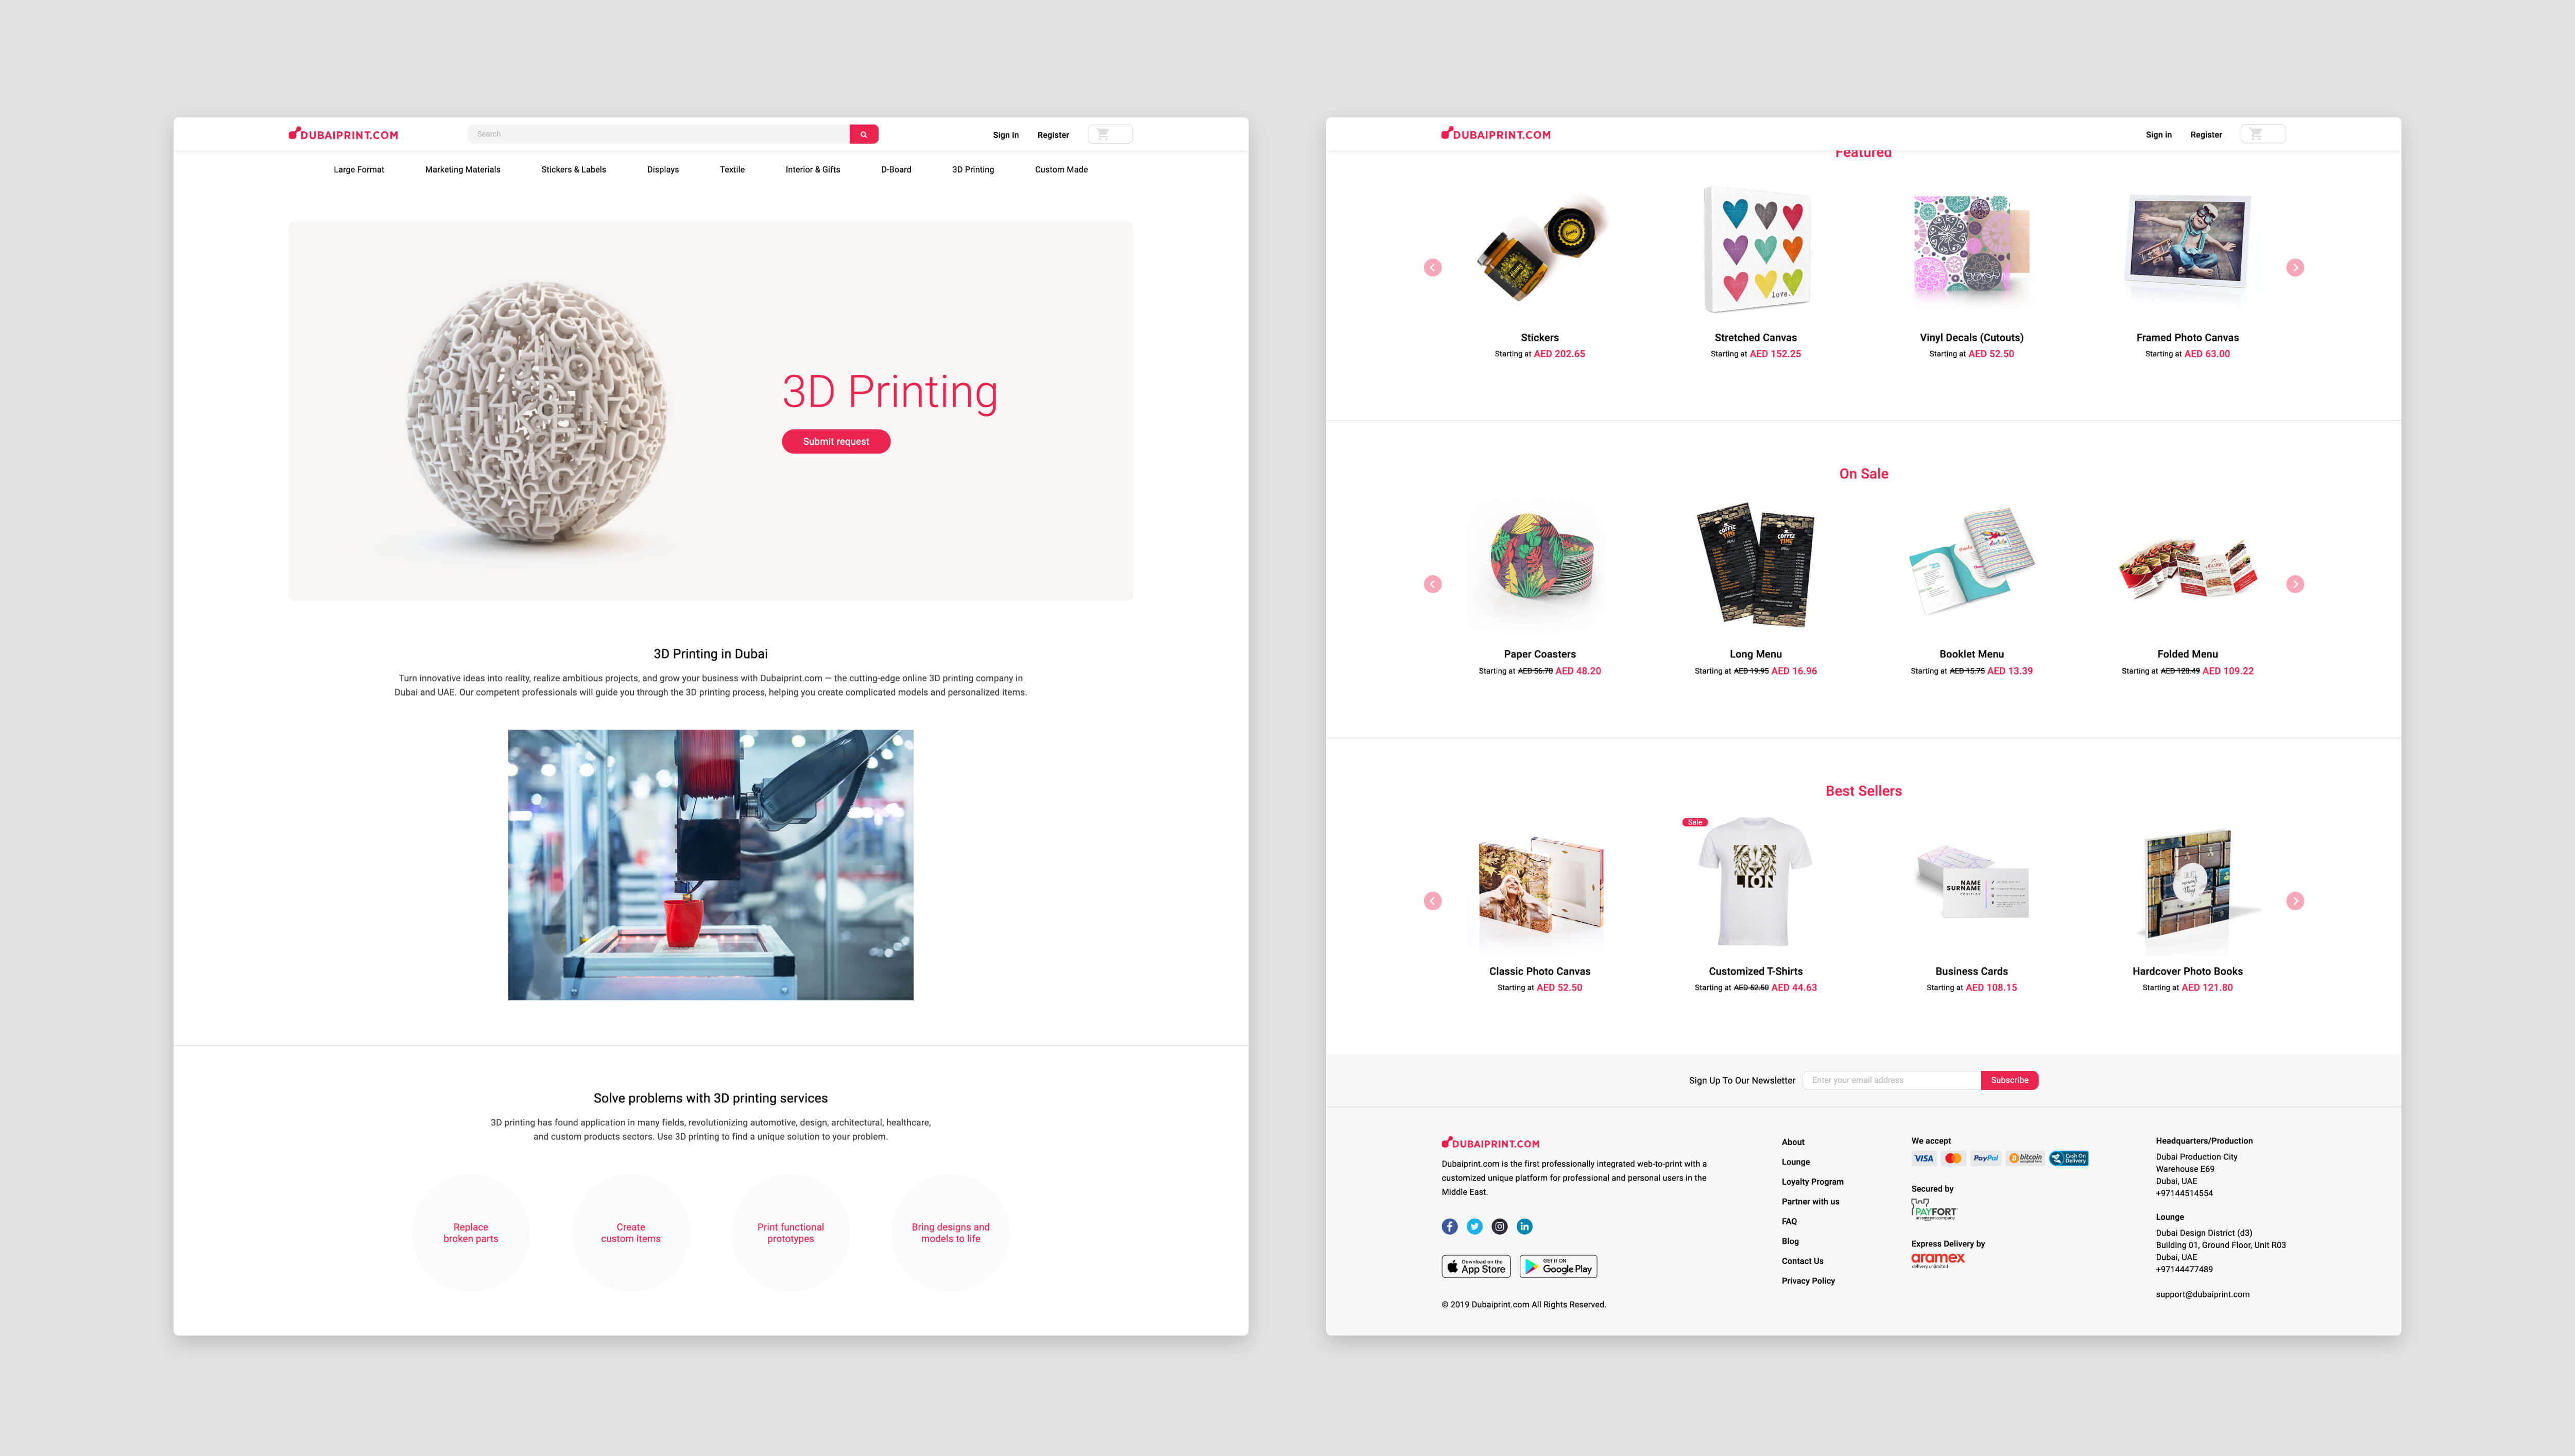 DUBAIPRINT.COM
Search
Sign in
Register
Large Format
Marketing Materials
Stickers & Labels
Displays
Textile
Interior & Gifts
D-Board
3D Printing
Custom Made
3D Printing
Submit request
3D Printing in Dubai
Turn innovative ideas into reality, realize ambitious projects, and grow your business with Dubaiprint.com — the cutting-edge online 3D printing company in
Dubai and UAE. Our competent professionals will guide you through the 3D printing process, helping you create complicated models and personalized items.
Solve problems with 3D printing services
3D printing has found application in many fields, revolutionizing automotive, design, architectural, healthcare,
and custom products sectors. Use 3D printing to find a unique solution to your problem.
Replace
broken parts
Create
custom items
Print functional
prototypes
Bring designs and
models to life
DUBAIPRINT.COM
Sign in
Register
Featured
love.
Stickers
Starting at AED 202.65
Stretched Canvas
Starting at AED 152.25
Vinyl Decals (Cutouts)
Starting at AED 52.50
Framed Photo Canvas
Starting at AED 63.00
On Sale
COFFEE
TIME
COFFEE
TIME
Paper Coasters
Starting at AED 56.70 AED 48.20
Long Menu
Starting at AED 19.95 AED 16.96
Booklet Menu
Starting at AED 15.75 AED 13.39
Folded Menu
Starting at AED 128.49 AED 109.22
Best Sellers
Sale
LION
NAME
SURNAME
POSITION
Classic Photo Canvas
Starting at AED 52.50
Customized T-Shirts
Starting at AED 52.50 AED 44.63
Business Cards
Starting at AED 108.15
Hardcover Photo Books
Starting at AED 121.80
Sign Up To Our Newsletter
Enter your email address
Subscribe
DUBAIPRINT.COM
Dubaiprint.com is the first professionally integrated web-to-print with a
customized unique platform for professional and personal users in the
Middle East.
Download on the
App Store
GET IT ON
Google Play
© 2019 Dubaiprint.com All Rights Reserved.
About
Lounge
Loyalty Program
Partner with us
FAQ
Blog
Contact Us
Privacy Policy
We accept
VISA
PayPal
bitcoin
Cash On
Delivery
Secured by
PAYFORT
an amazon company
Express Delivery by
aramex
delivery unlimited
Headquarters/Production
Dubai Production City
Warehouse E69
Dubai, UAE
+97144514554
Lounge
Dubai Design District (d3)
Building 01, Ground Floor, Unit R03
Dubai, UAE
+97144477489
support@dubaiprint.com